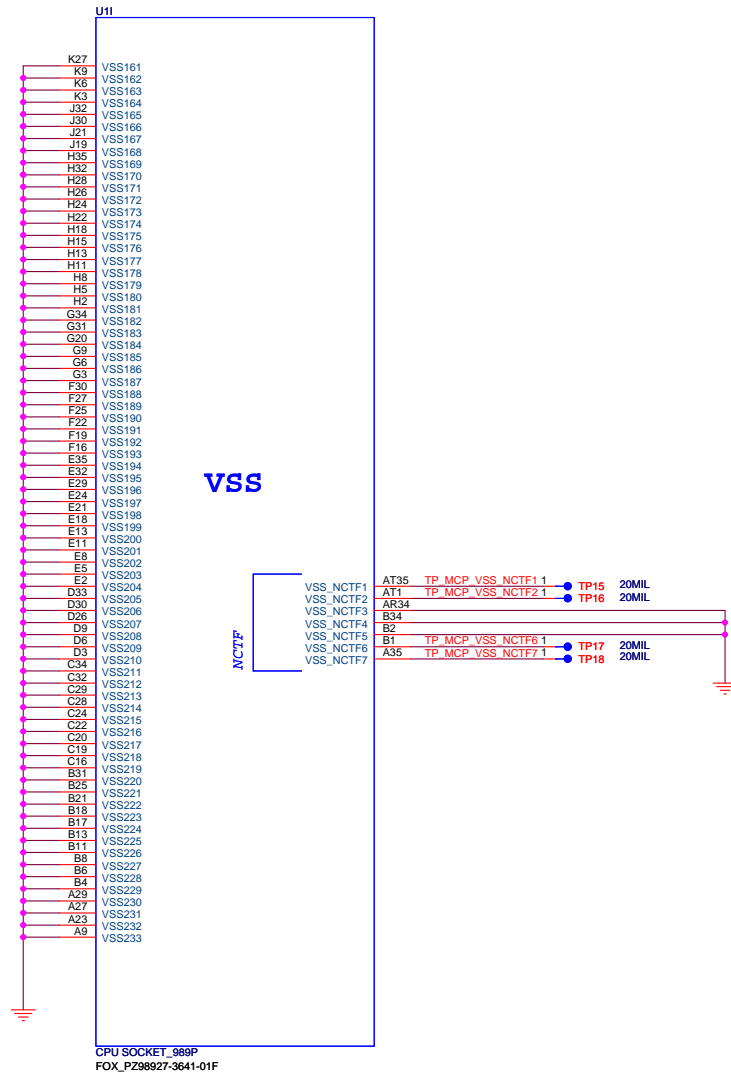 U1I
K27 VSS161
K9 VSS162
K6 VSS163
K3 VSS164
J32 VSS165
J30 VSS166
J21 VSS167
J19 VSS168
H35 VSS169
H32 VSS170
H28 VSS171
H26 VSS172
H24 VSS173
H22 VSS174
H18 VSS175
H15 VSS176
H13 VSS177
H11 VSS178
H8 VSS179
H5 VSS180
H2 VSS181
G34 VSS182
G31 VSS183
G20 VSS184
G9 VSS185
G6 VSS186
G3 VSS187
F30 VSS188
F27 VSS189
F25 VSS190
F22 VSS191
F19 VSS192
F16 VSS193
E35 VSS194
E32 VSS195
E29 VSS196
E24 VSS197
E21 VSS198
E18 VSS199
E13 VSS200
E11 VSS201
E8 VSS202
E5 VSS203
E2 VSS204
D33 VSS205
D30 VSS206
D26 VSS207
D9 VSS208
D6 VSS209
D3 VSS210
C34 VSS211
C32 VSS212
C29 VSS213
C28 VSS214
C24 VSS215
C22 VSS216
C20 VSS217
C19 VSS218
C16 VSS219
B31 VSS220
B25 VSS221
B21 VSS222
B18 VSS223
B17 VSS224
B13 VSS225
B11 VSS226
B8 VSS227
B6 VSS228
B4 VSS229
A29 VSS230
A27 VSS231
A23 VSS232
A9 VSS233
VSS
NCTF
VSS_NCTF1 AT35 TP_MCP_VSS_NCTF1 1 TP15 20MIL
VSS_NCTF2 AT1 TP_MCP_VSS_NCTF2 1 TP16 20MIL
VSS_NCTF3 AR34
VSS_NCTF4 B34
VSS_NCTF5 B2
VSS_NCTF6 B1 TP_MCP_VSS_NCTF6 1 TP17 20MIL
VSS_NCTF7 A35 TP_MCP_VSS_NCTF7 1 TP18 20MIL
CPU SOCKET_989P
FOX_PZ98927-3641-01F